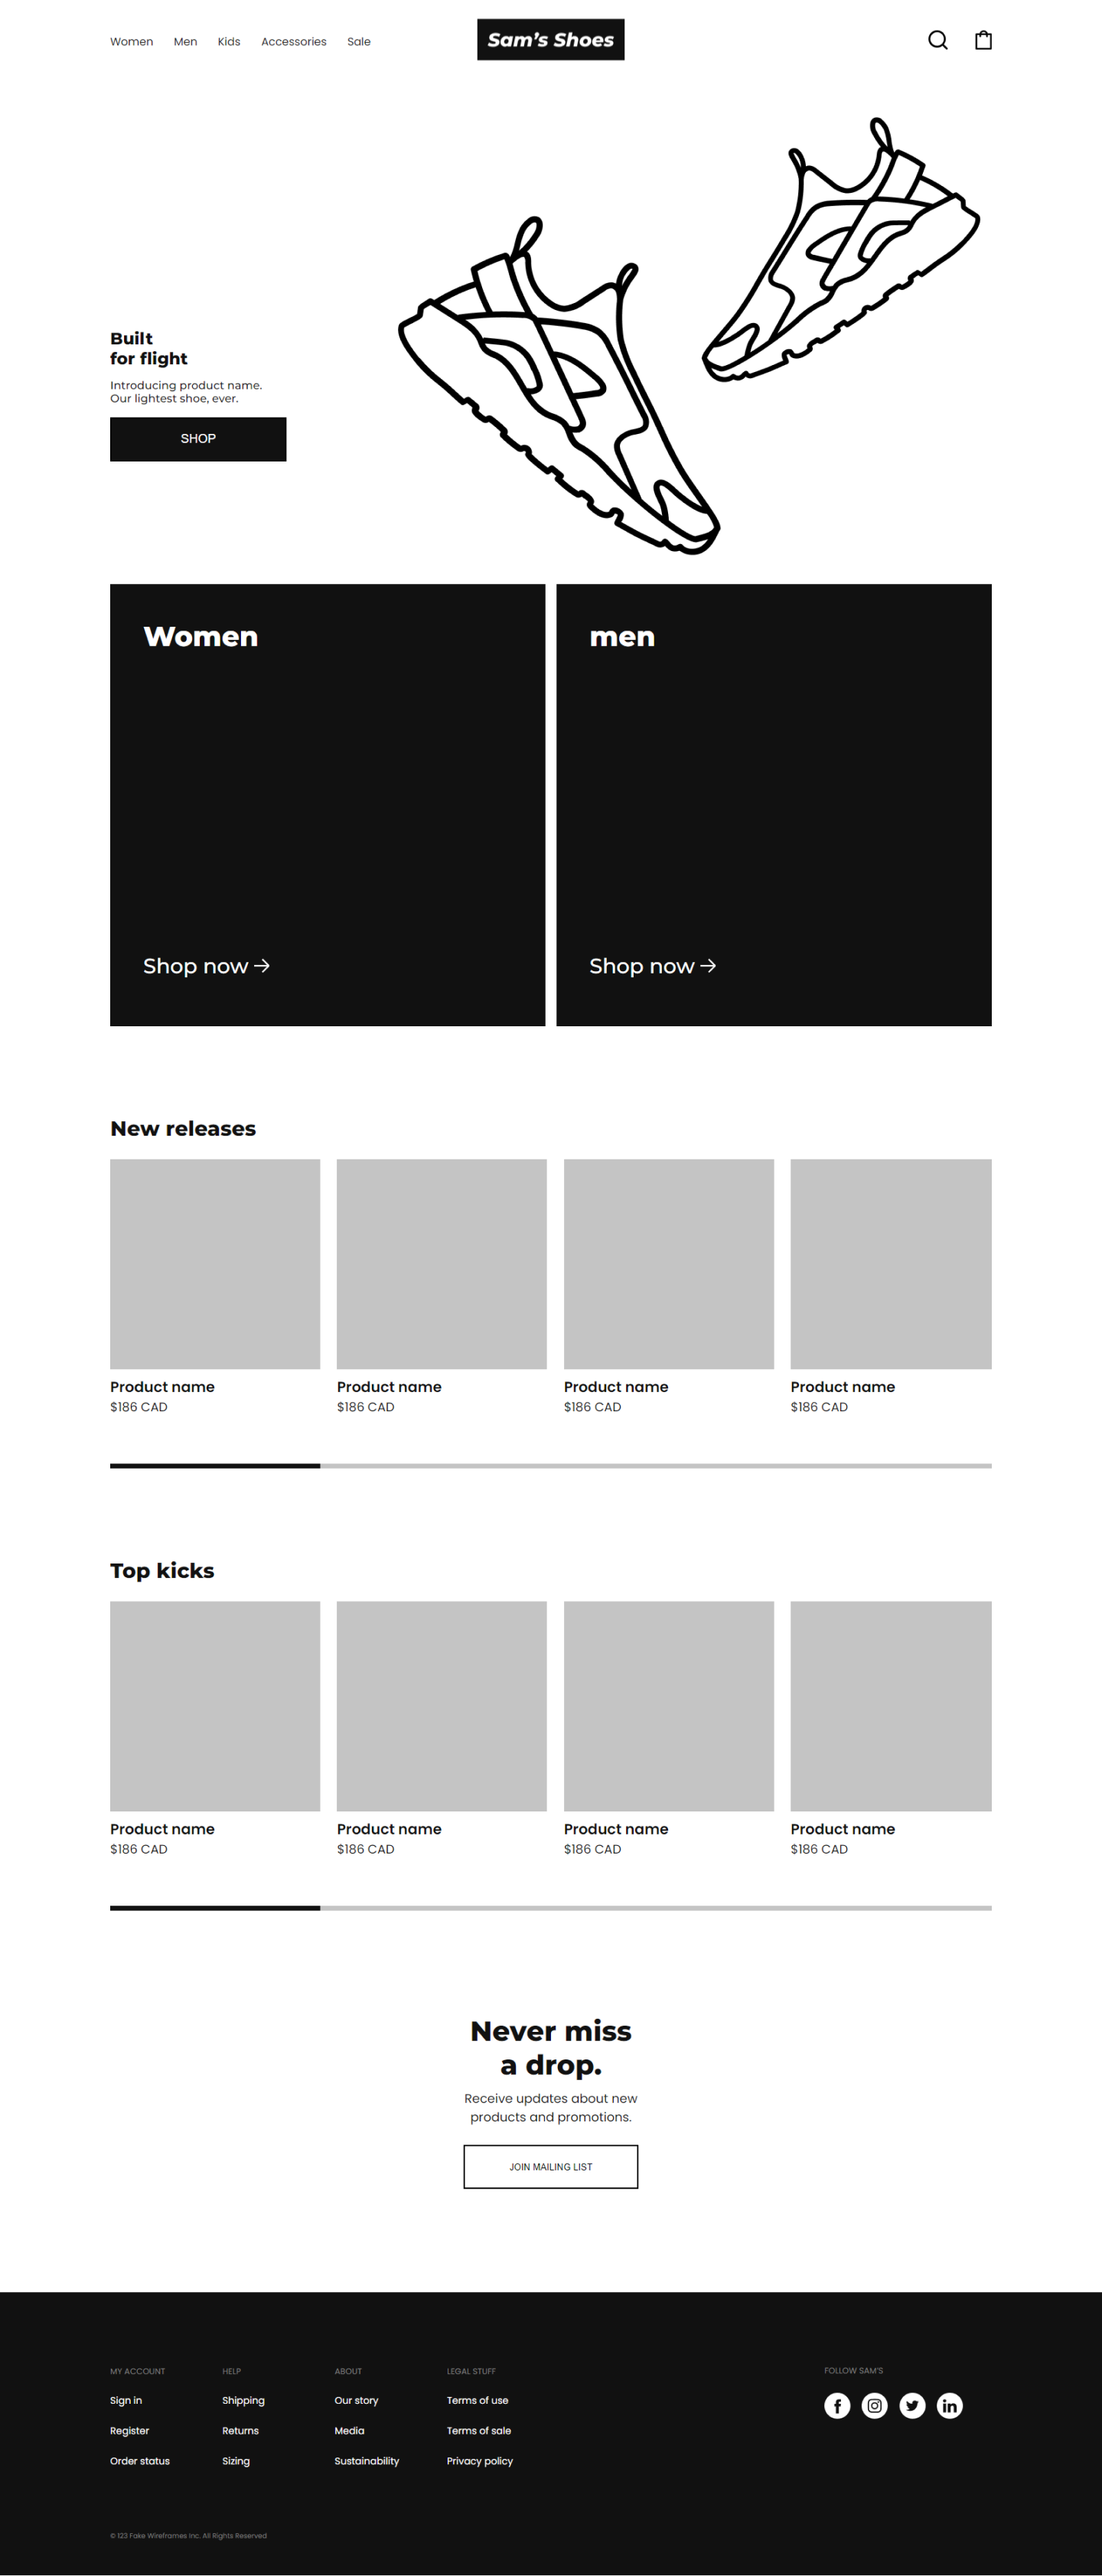 Women Men Kids Accessories Sale
Sam's Shoes
Built
for flight
Introducing product name.
Our lightest shoe, ever.
SHOP
Women
men
Shop now →
Shop now →
New releases
Product name
$186 CAD
Product name
$186 CAD
Product name
$186 CAD
Product name
$186 CAD
Top kicks
Product name
$186 CAD
Product name
$186 CAD
Product name
$186 CAD
Product name
$186 CAD
Never miss
a drop.
Receive updates about new
products and promotions.
JOIN MAILING LIST
MY ACCOUNT
Sign in
Register
Order status
HELP
Shipping
Returns
Sizing
ABOUT
Our story
Media
Sustainability
LEGAL STUFF
Terms of use
Terms of sale
Privacy policy
FOLLOW SAM'S
© 123 Fake Wireframes Inc. All Rights Reserved